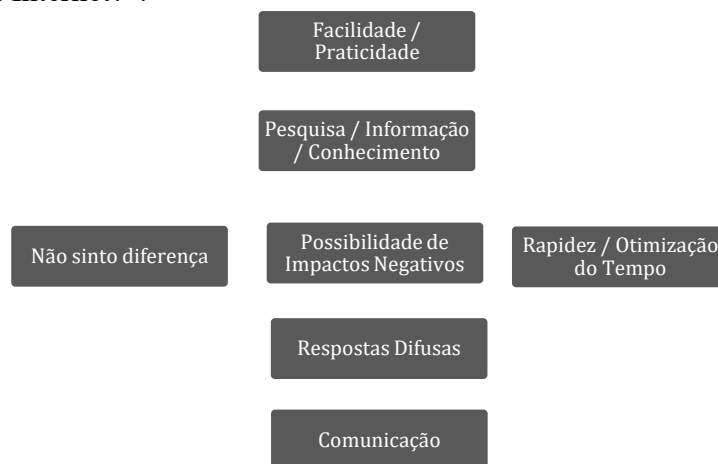 Facilidade /
Praticidade
Pesquisa / Informação
/ Conhecimento
Não sinto diferença
Possibilidade de
Impactos Negativos
Rapidez / Otimização
do Tempo
Respostas Difusas
Comunicação